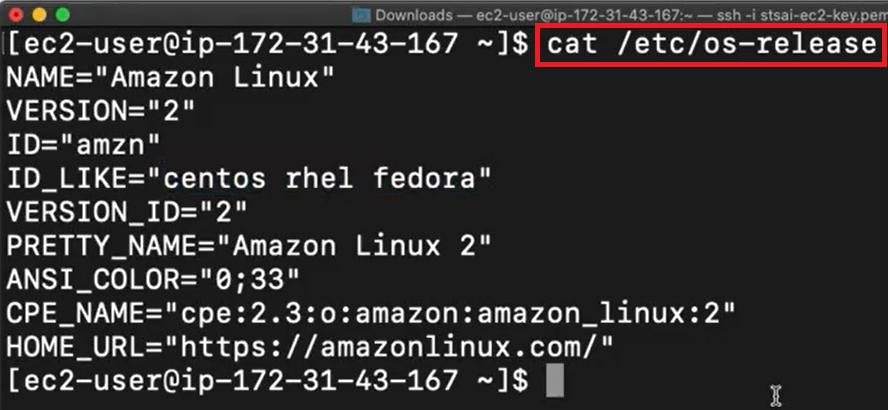 Downloads — ec2-user@ip-172-31-43-167:~ — ssh -i stsai-ec2-key.pem
[ec2-user@ip-172-31-43-167 ~]$ cat /etc/os-release
NAME="Amazon Linux"
VERSION="2"
ID="amzn"
ID_LIKE="centos rhel fedora"
VERSION_ID="2"
PRETTY_NAME="Amazon Linux 2"
ANSI_COLOR="0;33"
CPE_NAME="cpe:2.3:o:amazon:amazon_linux:2"
HOME_URL="https://amazonlinux.com/"
[ec2-user@ip-172-31-43-167 ~]$